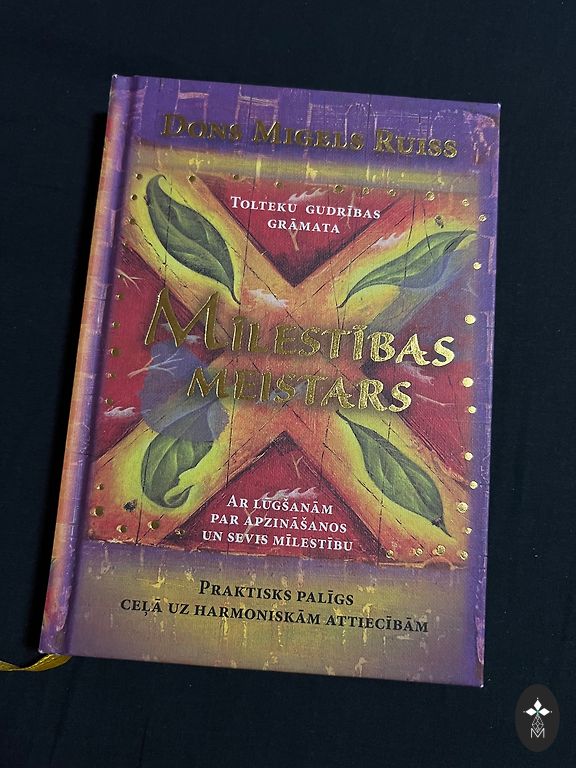 Dons Migels Ruiss
Tolteku gudrības
grāmata
Mīlestības
meistars
Ar lūgšanām
par apzināšanos
un sevis mīlestību
Praktisks palīgs
ceļā uz harmoniskām attiecībām
M